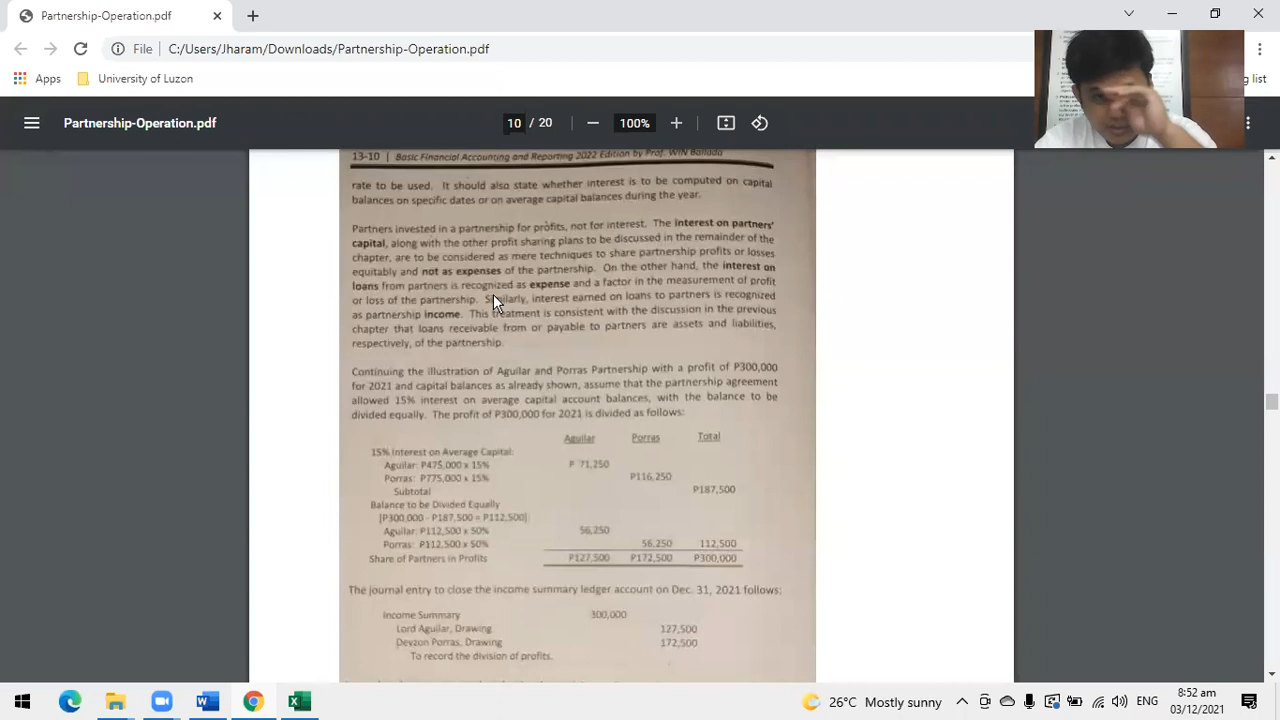 Partnership-Operation.pdf
File
C:/Users/Jharam/Downloads/Partnership-Operation.pdf
Apps
University of Luzon
ng list
Partnership-Operation.pdf
10 / 20
100%
13-10 | Basic Financial Accounting and Reporting 2022 Edition by Prof. WIN Ballada
rate to be used. It should also state whether interest is to be computed on capital
balances on specific dates or on average capital balances during the year.
Partners invested in a partnership for profits, not for interest. The interest on partners'
capital, along with the other profit sharing plans to be discussed in the remainder of the
chapter, are to be considered as mere techniques to share partnership profits or losses
equitably and not as expenses of the partnership. On the other hand, the interest on
loans from partners is recognized as expense and a factor in the measurement of profit
or loss of the partnership. Similarly, interest earned on loans to partners is recognized
as partnership income. This treatment is consistent with the discussion in the previous
chapter that loans receivable from or payable to partners are assets and liabilities,
respectively, of the partnership.
Continuing the illustration of Aguilar and Porras Partnership with a profit of P300,000
for 2021 and capital balances as already shown, assume that the partnership agreement
allowed 15% interest on average capital account balances, with the balance to be
divided equally. The profit of P300,000 for 2021 is divided as follows:
Aguilar Porras Total
15% Interest on Average Capital:
Aguilar: P475,000 x 15% P 71,250
Porras: P775,000 x 15% P116,250
Subtotal P187,500
Balance to be Divided Equally
[P300,000 - P187,500 = P112,500]
Aguilar: P112,500 x 50% 56,250
Porras: P112,500 x 50% 56,250 112,500
Share of Partners in Profits P127,500 P172,500 P300,000
The journal entry to close the income summary ledger account on Dec. 31, 2021 follows:
Income Summary 300,000
Lord Aguilar, Drawing 127,500
Devzon Porras, Drawing 172,500
To record the division of profits.
26°C Mostly sunny
ENG
8:52 am
03/12/2021